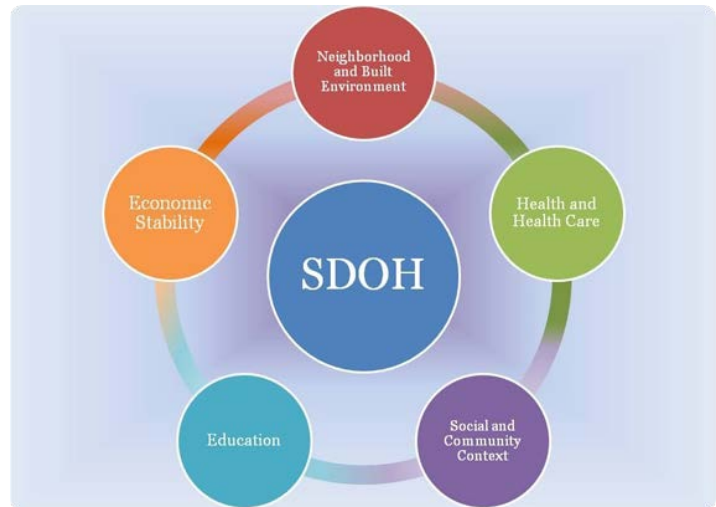 Neighborhood
and Built
Environment
Economic
Stability
Health and
Health Care
SDOH
Education
Social and
Community
Context